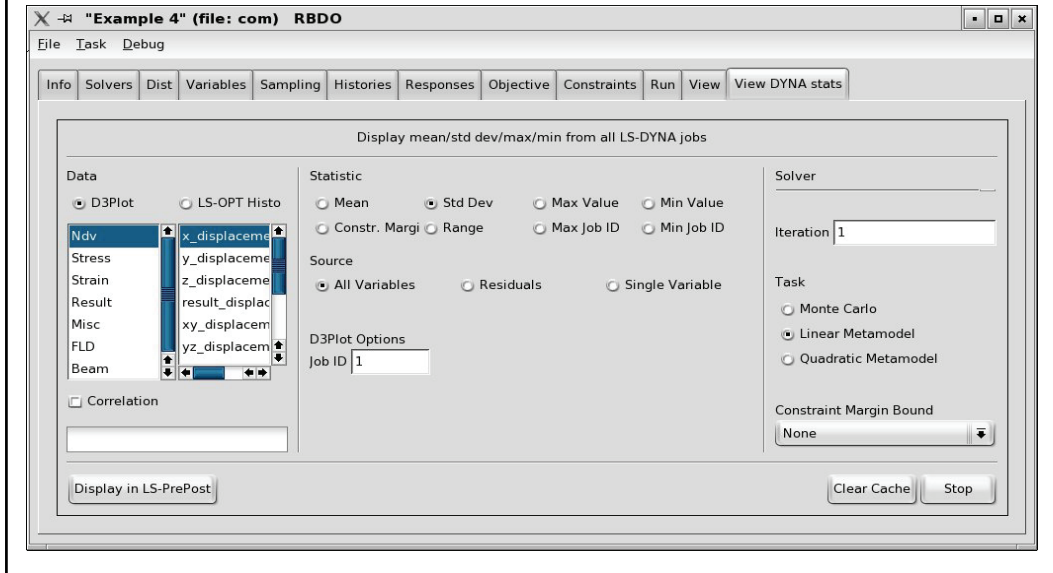 "Example 4" (file: com) RBDO
File Task Debug
Info Solvers Dist Variables Sampling Histories Responses Objective Constraints Run View View DYNA stats
Display mean/std dev/max/min from all LS-DYNA jobs
Data
D3Plot LS-OPT Histo
Ndv
Stress
Strain
Result
Misc
FLD
Beam
x_displaceme
y_displaceme
z_displaceme
result_displac
xy_displacem
yz_displacem
Correlation
Display in LS-PrePost
Statistic
Mean Std Dev Max Value Min Value
Constr. Margi Range Max Job ID Min Job ID
Source
All Variables Residuals Single Variable
D3Plot Options
Job ID 1
Solver
Iteration 1
Task
Monte Carlo
Linear Metamodel
Quadratic Metamodel
Constraint Margin Bound
None
Clear Cache Stop